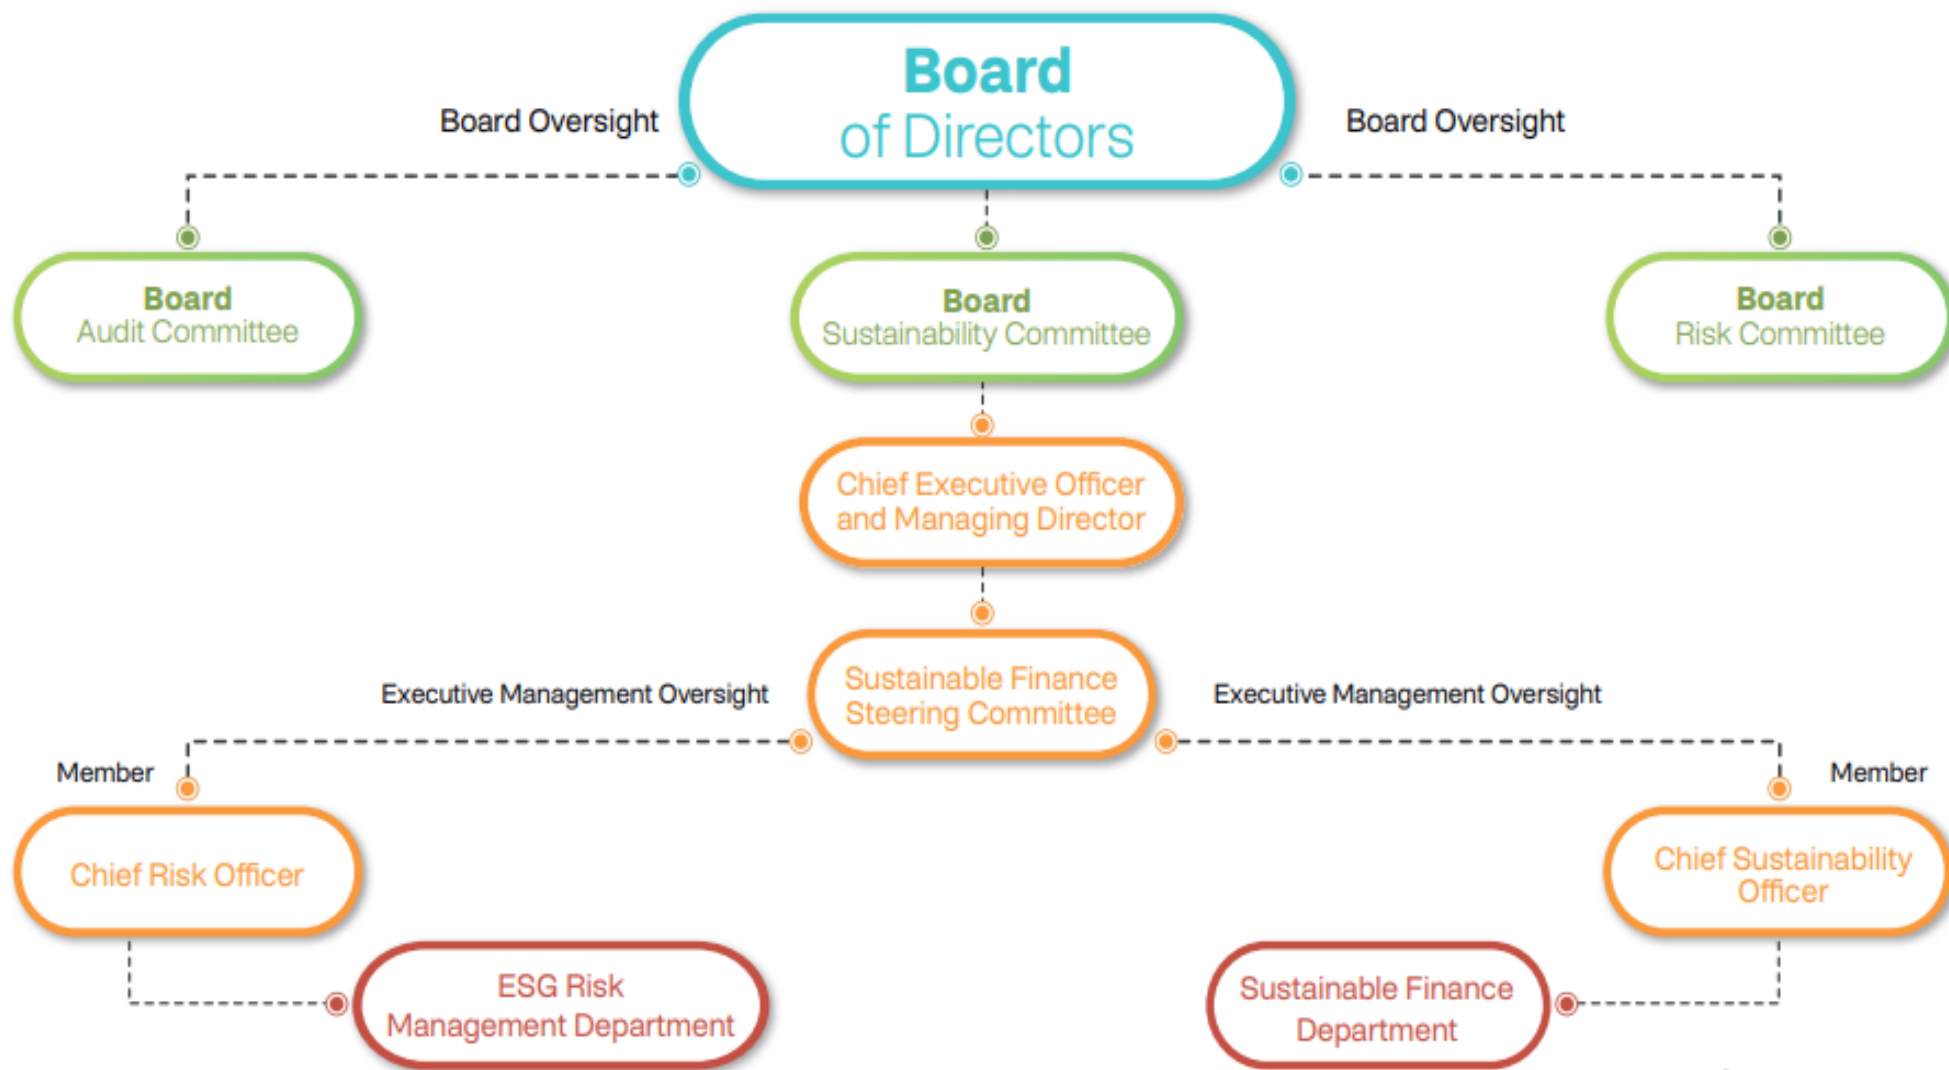 Board
of Directors
Board Oversight
Board Oversight
Board
Audit Committee
Board
Sustainability Committee
Board
Risk Committee
Chief Executive Officer
and Managing Director
Sustainable Finance
Steering Committee
Executive Management Oversight
Executive Management Oversight
Member
Member
Chief Risk Officer
Chief Sustainability
Officer
ESG Risk
Management Department
Sustainable Finance
Department